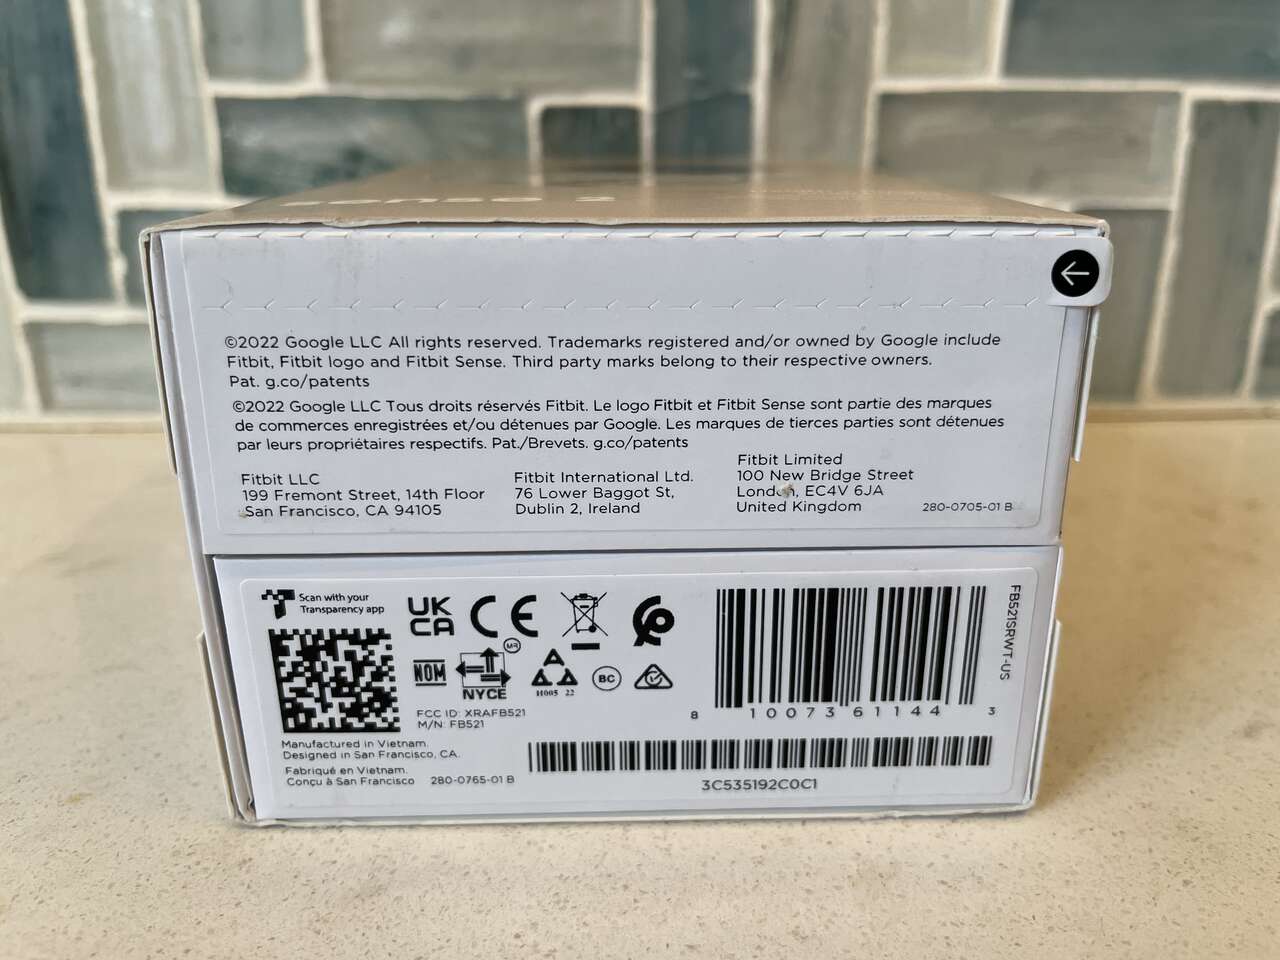 sense 2
©2022 Google LLC All rights reserved. Trademarks registered and/or owned by Google include
Fitbit, Fitbit logo and Fitbit Sense. Third party marks belong to their respective owners.
Pat. g.co/patents
©2022 Google LLC Tous droits réservés Fitbit. Le logo Fitbit et Fitbit Sense sont partie des marques
de commerces enregistrées et/ou détenues par Google. Les marques de tierces parties sont détenues
par leurs propriétaires respectifs. Pat./Brevets. g.co/patents
Fitbit LLC
199 Fremont Street, 14th Floor
San Francisco, CA 94105
Fitbit International Ltd.
76 Lower Baggot St,
Dublin 2, Ireland
Fitbit Limited
100 New Bridge Street
London, EC4V 6JA
United Kingdom
280-0705-01 B
Scan with your
Transparency app
UK
CA
CE
NOM
MR
NYCE
H005 22
BC
FCC ID: XRAFB521
M/N: FB521
Manufactured in Vietnam.
Designed in San Francisco, CA.
Fabriqué en Vietnam.
Conçu à San Francisco
280-0765-01 B
8 10073 61144 3
FB521SRWT-US
3C535192C0C1